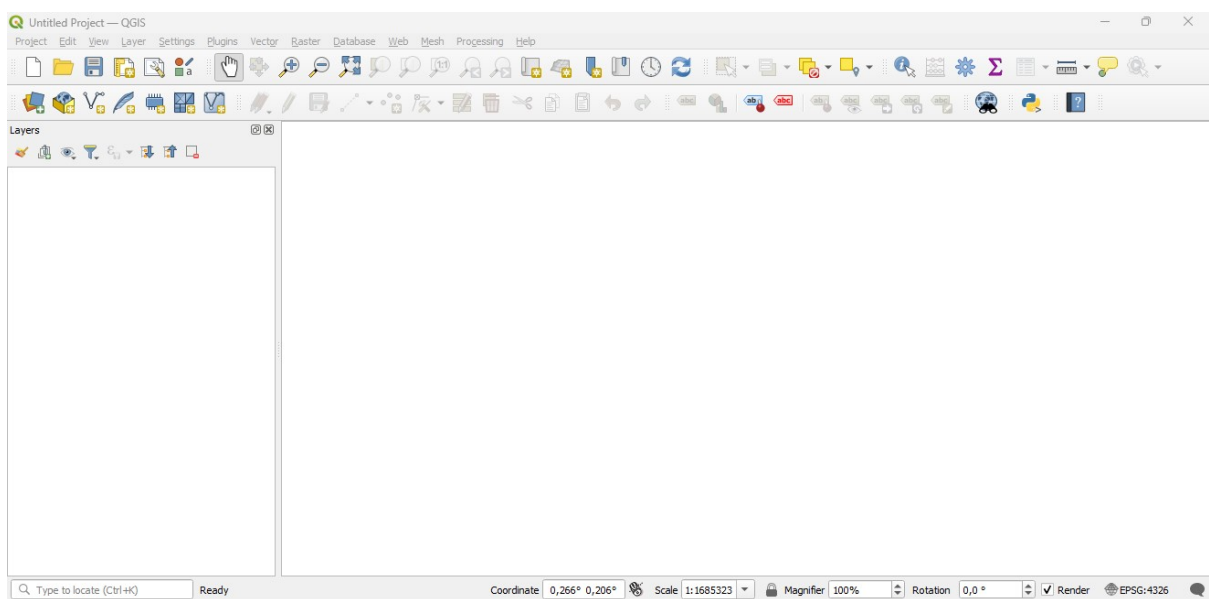 Untitled Project — QGIS
Project Edit View Layer Settings Plugins Vector Raster Database Web Mesh Processing Help
Layers
Type to locate (Ctrl+K) Ready Coordinate 0,266° 0,206° Scale 1:1685323 Magnifier 100% Rotation 0,0 ° Render EPSG:4326